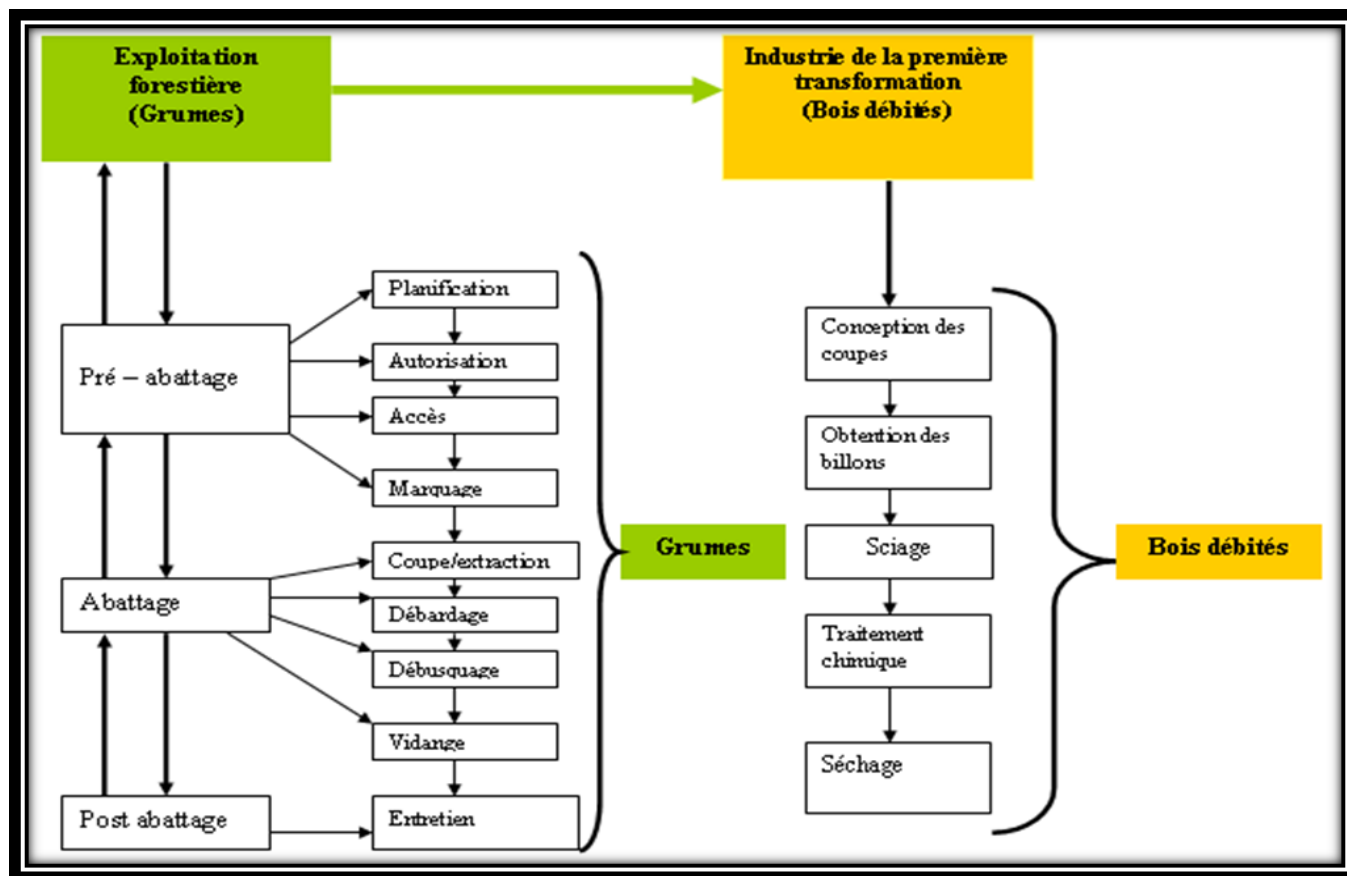 Exploitation
forestière
(Grumes)
Industrie de la première
transformation
(Bois débités)
Pré – abattage
Abattage
Post abattage
Planification
Autorisation
Accès
Marquage
Coupe/extraction
Débardage
Débusquage
Vidange
Entretien
Grumes
Conception des
coupes
Obtention des
billons
Sciage
Traitement
chimique
Séchage
Bois débités